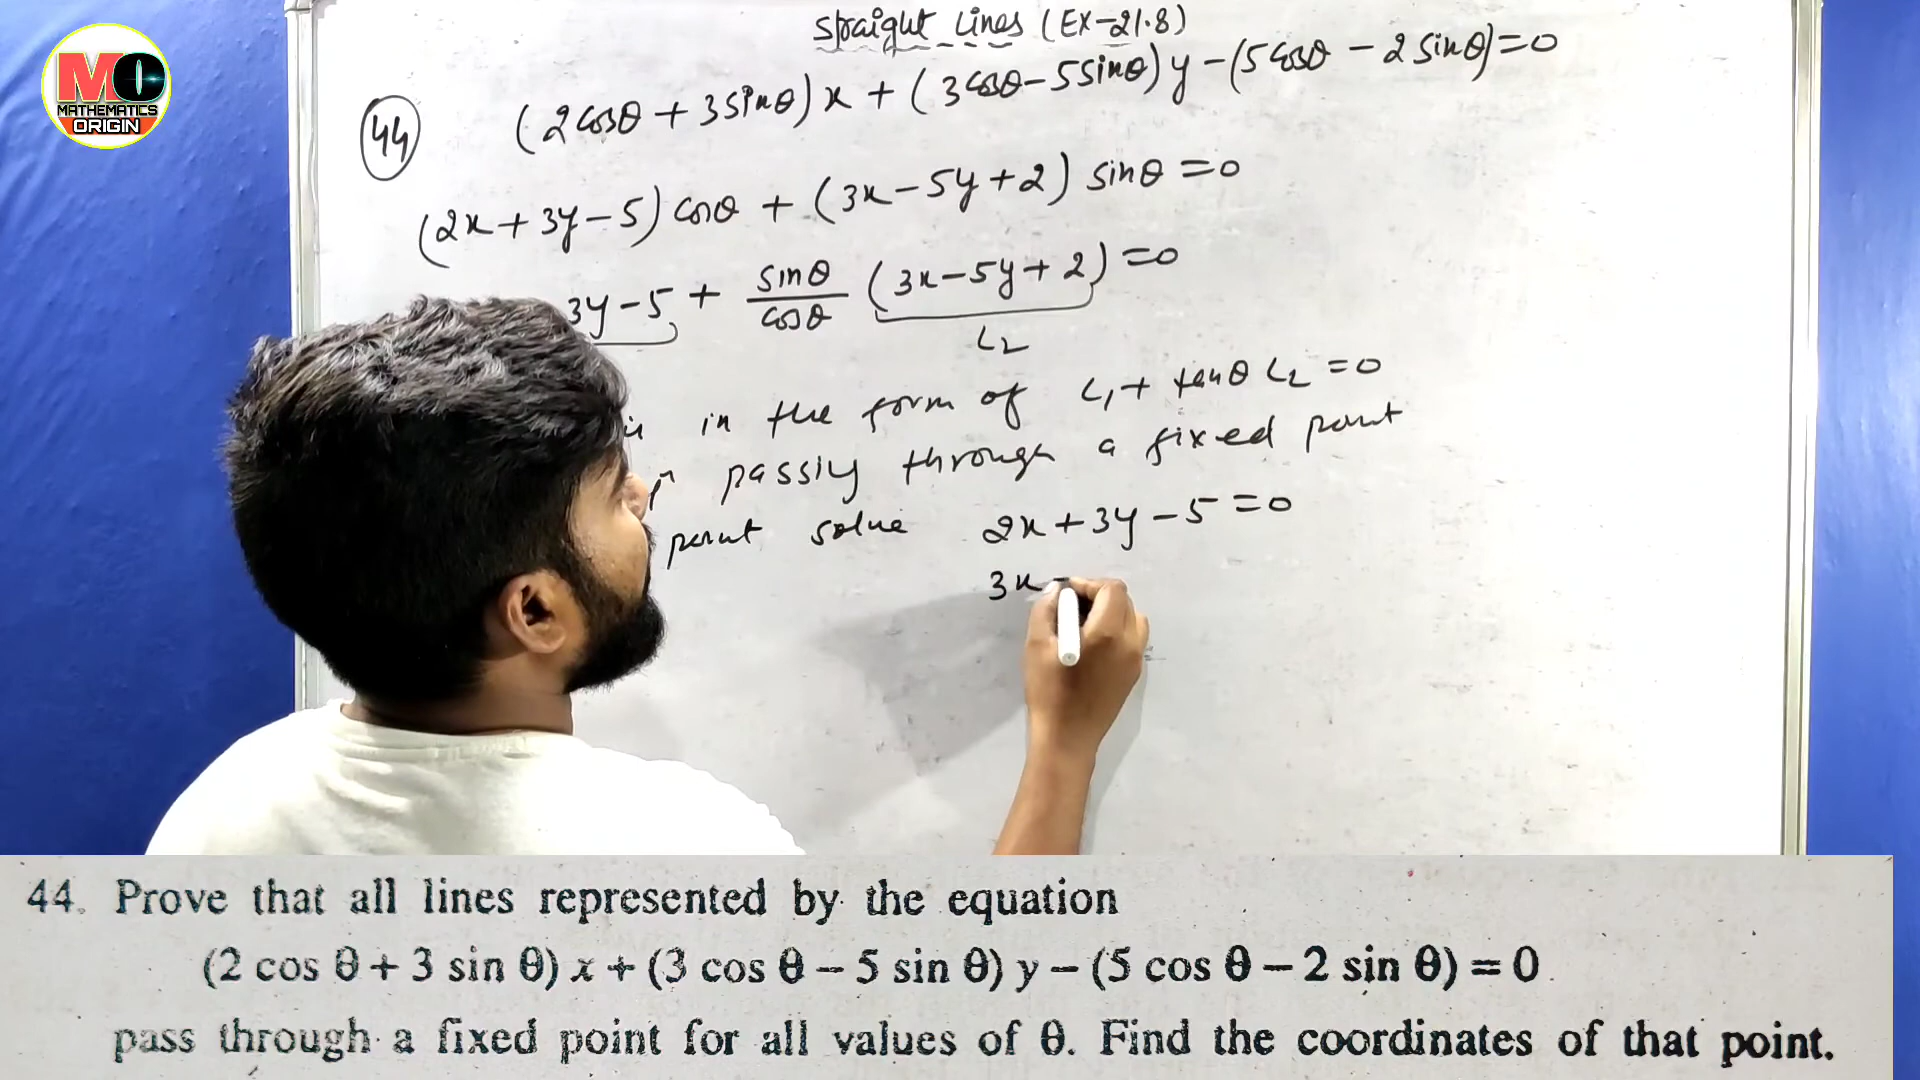 MO
MATHEMATICS
ORIGIN
Straight Lines (Ex-21.8)
44 (2cosθ + 3sinθ)x + (3cosθ-5sinθ)y -(5cosθ - 2sinθ)=0
(2x+3y-5)cosθ + (3x-5y+2) sinθ =0
3y-5 + sinθ/cosθ (3x-5y+2)=0
L2
in the form of L1+ tanθ L2 =0
passiy through a fixed point
point solve 2x+3y-5=0
3x
44. Prove that all lines represented by the equation
(2 cos θ + 3 sin θ) x + (3 cos θ – 5 sin θ) y – (5 cos θ – 2 sin θ) = 0
pass through a fixed point for all values of θ. Find the coordinates of that point.